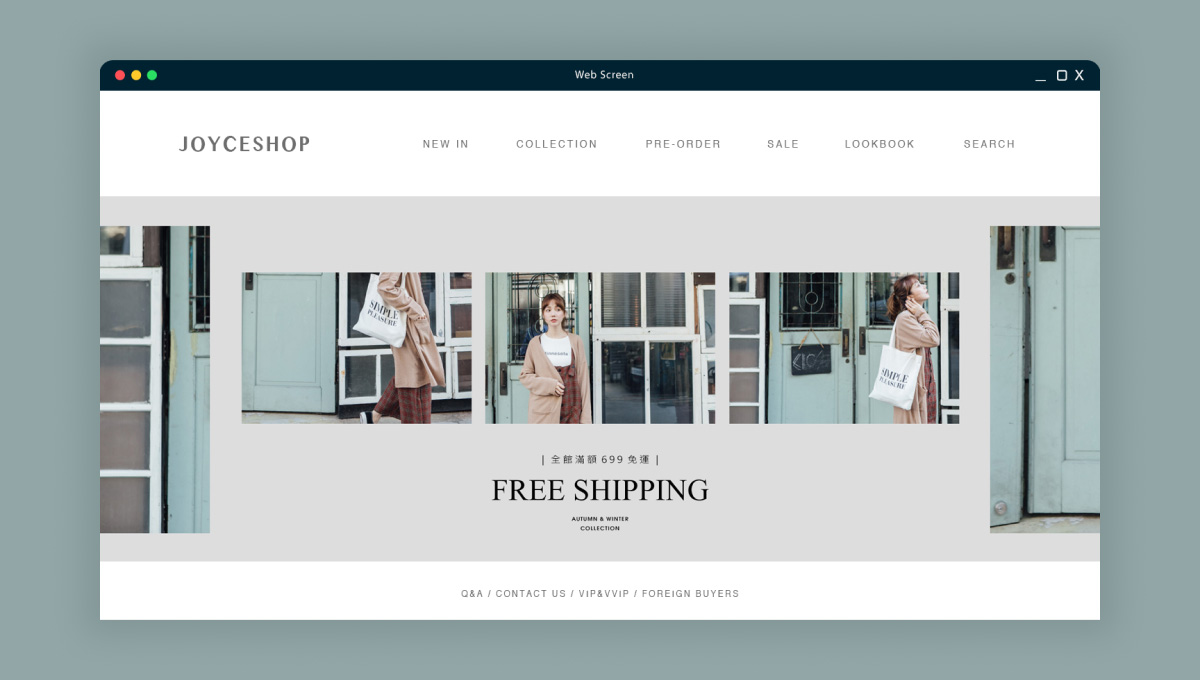 Web Screen
JOYCESHOP
NEW IN COLLECTION PRE-ORDER SALE LOOKBOOK SEARCH
SIMPLE
PLEASURE
SIMPLE
PLEASURE
| 全館滿額 699 免運 |
FREE SHIPPING
AUTUMN & WINTER
COLLECTION
Q&A / CONTACT US / VIP&VVIP / FOREIGN BUYERS